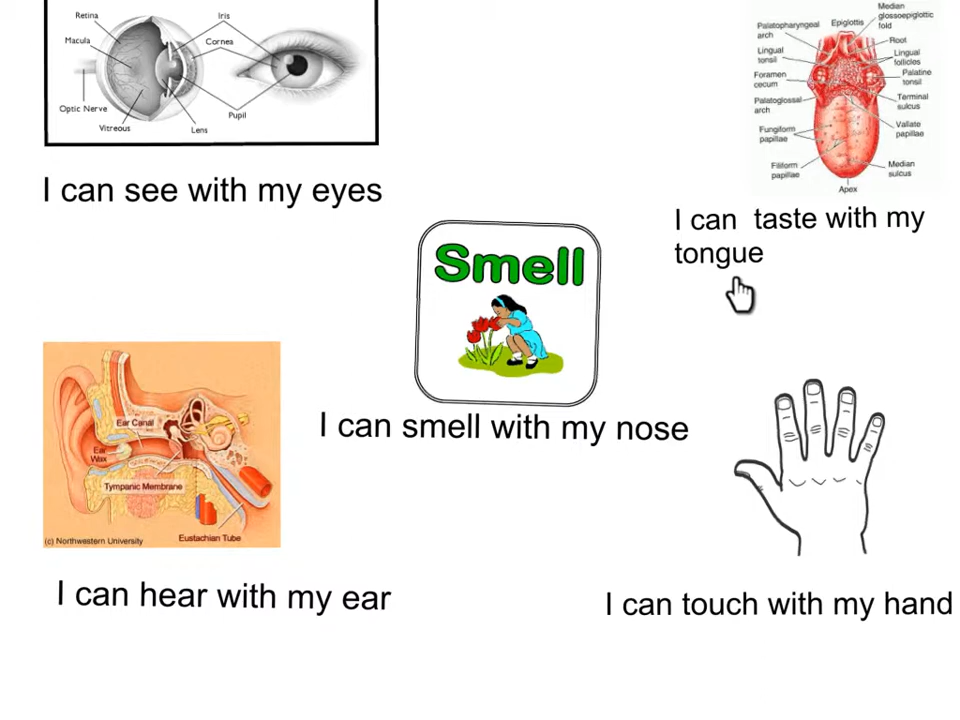 Retina
Iris
Macula
Cornea
Optic Nerve
Pupil
Vitreous
Lens
I can see with my eyes
Median
glossoepiglottic
fold
Palatopharyngeal
arch
Epiglottis
Root
Lingual
tonsil
Lingual
follicles
Foramen
cecum
Palatine
tonsil
Palatoglossal
arch
Terminal
sulcus
Fungiform
papillae
Vallate
papillae
Filiform
papillae
Median
sulcus
Apex
I can taste with my
tongue
Smell
I can smell with my nose
Ear Canal
Ear
Wax
Tympanic Membrane
(c) Northwestern University
Eustachian Tube
I can hear with my ear
I can touch with my hand